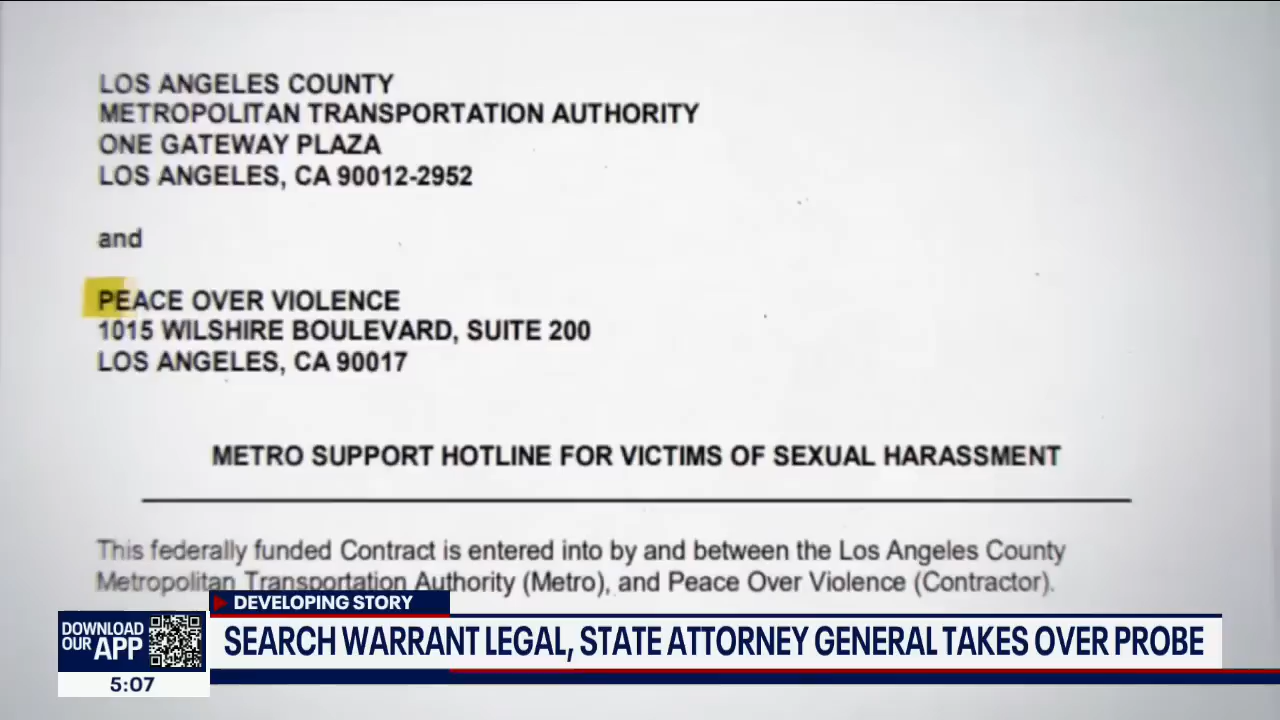 LOS ANGELES COUNTY
METROPOLITAN TRANSPORTATION AUTHORITY
ONE GATEWAY PLAZA
LOS ANGELES, CA 90012-2952
and
PEACE OVER VIOLENCE
1015 WILSHIRE BOULEVARD, SUITE 200
LOS ANGELES, CA 90017
METRO SUPPORT HOTLINE FOR VICTIMS OF SEXUAL HARASSMENT
This federally funded Contract is entered into by and between the Los Angeles County
Metropolitan Transportation Authority (Metro), and Peace Over Violence (Contractor).
DEVELOPING STORY
DOWNLOAD
OUR APP
SEARCH WARRANT LEGAL, STATE ATTORNEY GENERAL TAKES OVER PROBE
5:07